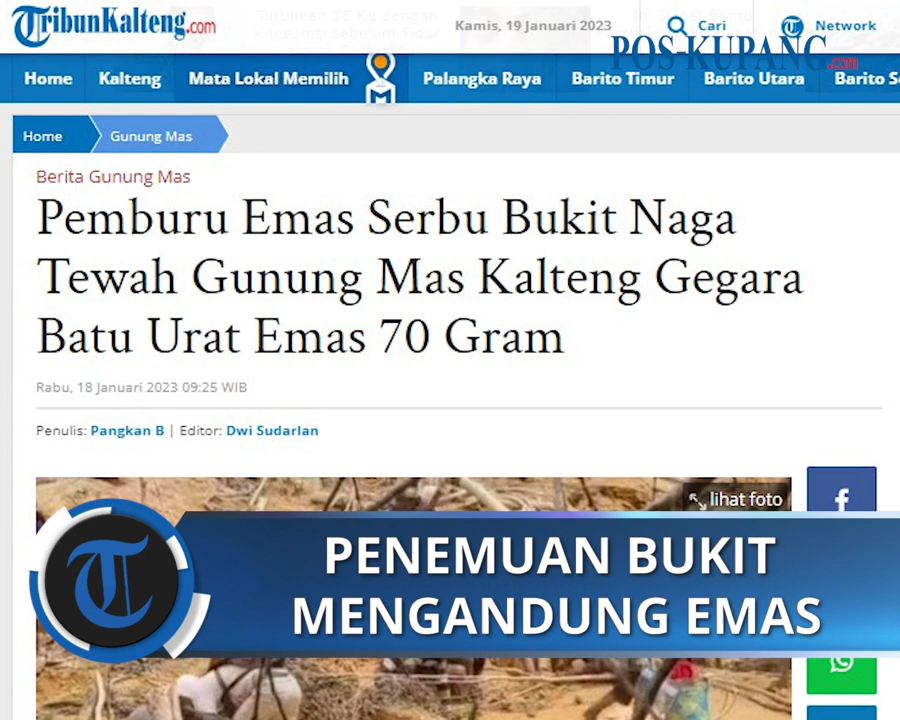 TribunKalteng.com
Kamis, 19 Januari 2023
Cari
Network
POS-KUPANG.com
Home
Kalteng
Mata Lokal Memilih
Palangka Raya
Barito Timur
Barito Utara
Barito Se
Home
Gunung Mas
Berita Gunung Mas
Pemburu Emas Serbu Bukit Naga
Tewah Gunung Mas Kalteng Gegara
Batu Urat Emas 70 Gram
Rabu, 18 Januari 2023 09:25 WIB
Penulis: Pangkan B | Editor: Dwi Sudarlan
lihat foto
f
T
PENEMUAN BUKIT
MENGANDUNG EMAS